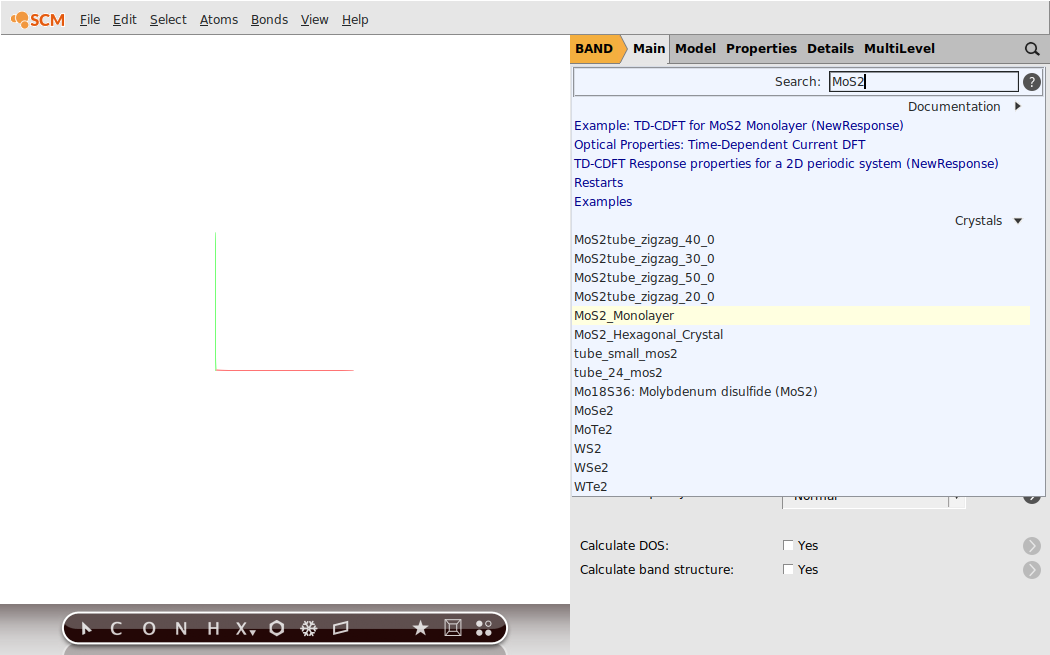 SCM File Edit Select Atoms Bonds View Help
BAND Main Model Properties Details MultiLevel
Search: MoS2 ?
Documentation
Example: TD-CDFT for MoS2 Monolayer (NewResponse)
Optical Properties: Time-Dependent Current DFT
TD-CDFT Response properties for a 2D periodic system (NewResponse)
Restarts
Examples
Crystals
MoS2tube_zigzag_40_0
MoS2tube_zigzag_30_0
MoS2tube_zigzag_50_0
MoS2tube_zigzag_20_0
MoS2_Monolayer
MoS2_Hexagonal_Crystal
tube_small_mos2
tube_24_mos2
Mo18S36: Molybdenum disulfide (MoS2)
MoSe2
MoTe2
WS2
WSe2
WTe2
Normal
Calculate DOS: Yes
Calculate band structure: Yes
C O N H X